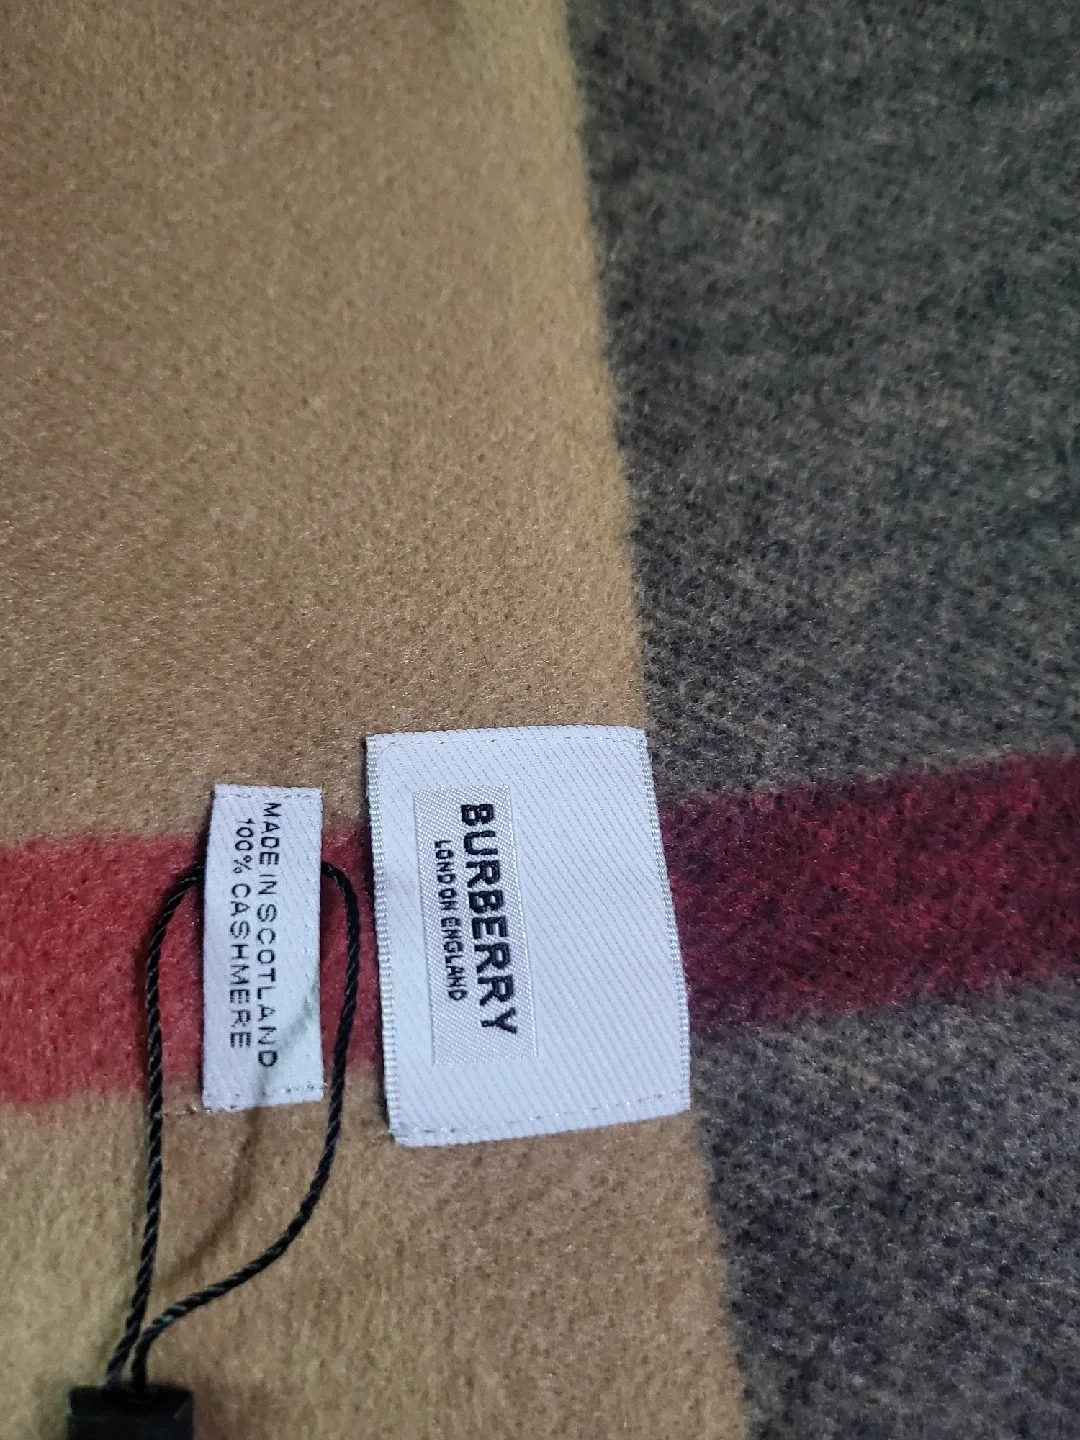 BURBERRY
LONDON ENGLAND
MADE IN SCOTLAND
100% CASHMERE